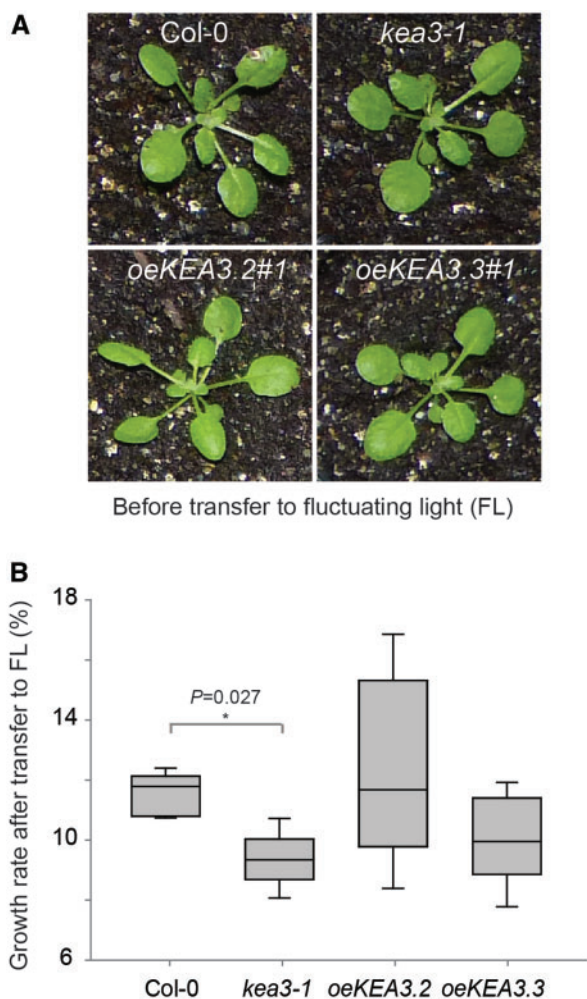 A
Col-0
kea3-1
oeKEA3.2#1
oeKEA3.3#1
Before transfer to fluctuating light (FL)
B
Growth rate after transfer to FL (%)
18
14
10
6
P=0.027
*
Col-0
kea3-1
oeKEA3.2
oeKEA3.3